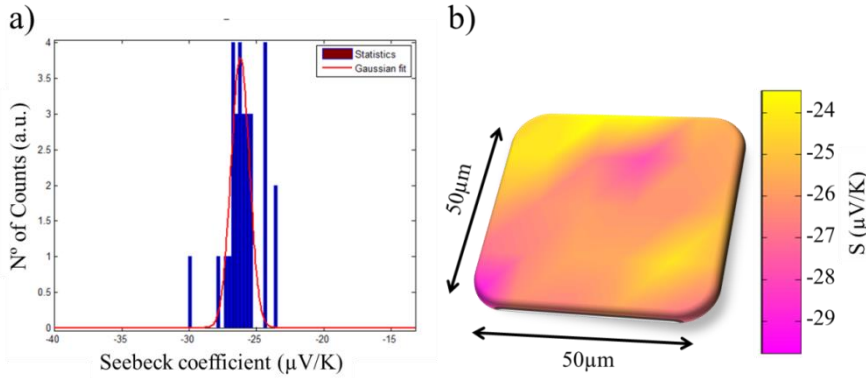 a)
4
3.5
3
2.5
2
1.5
1
0.5
0
Nº of Counts (a.u.)
Statistics
Gaussian fit
-40
-35
-30
-25
-20
-15
Seebeck coefficient (µV/K)
b)
50µm
50µm
-24
-25
-26
-27
-28
-29
S (µV/K)